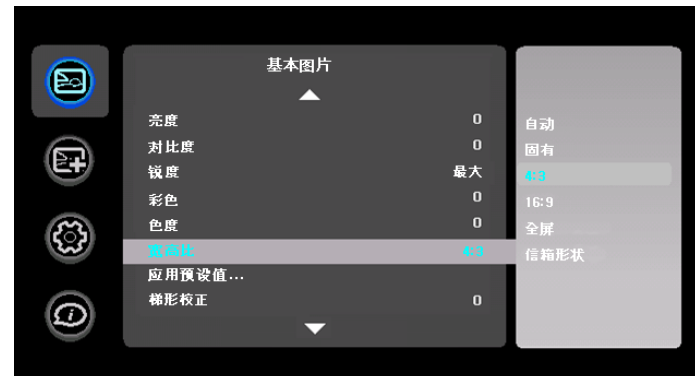 基本图片
亮度 0
对比度 0
锐度 最大
彩色 0
色度 0
宽高比 4:3
应用预设值...
梯形校正 0
自动
固有
4:3
16:9
全屏
信箱形状